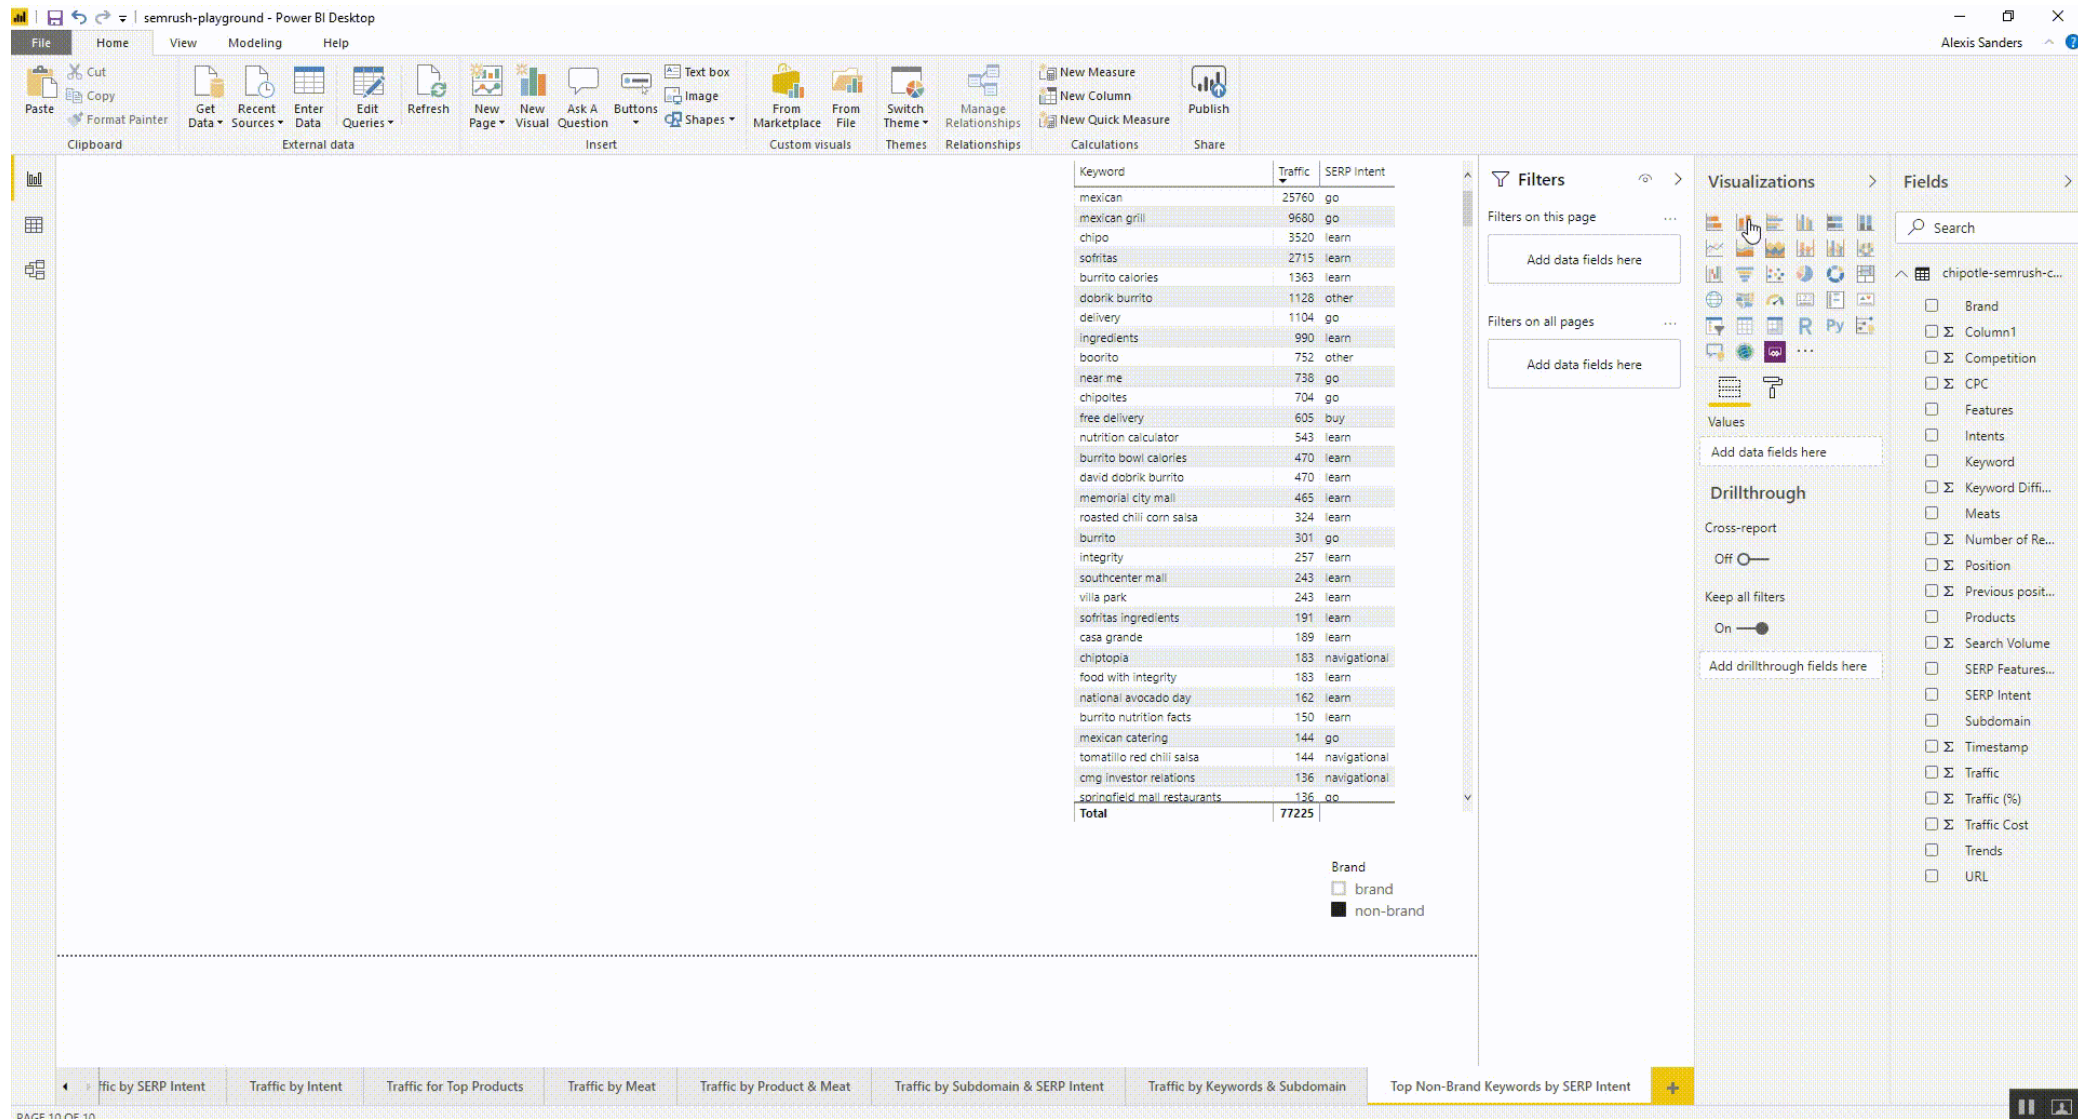 semrush-playground - Power BI Desktop
File Home View Modeling Help
Alexis Sanders
Paste
Cut
Copy
Format Painter
Clipboard
Get Data
Recent Sources
Enter Data
Edit Queries
Refresh
External data
New Page
New Visual
Ask A Question
Buttons
Text box
Image
Shapes
Insert
From Marketplace
From File
Custom visuals
Switch Theme
Themes
Manage Relationships
Relationships
New Measure
New Column
New Quick Measure
Calculations
Publish
Share
Keyword Traffic SERP Intent
mexican 25760 go
mexican grill 9680 go
chipo 3520 learn
sofritas 2715 learn
burrito calories 1363 learn
dobrik burrito 1128 other
delivery 1104 go
ingredients 990 learn
boorito 752 other
near me 738 go
chipoltes 704 go
free delivery 605 buy
nutrition calculator 543 learn
burrito bowl calories 470 learn
david dobrik burrito 470 learn
memorial city mall 465 learn
roasted chili corn salsa 324 learn
burrito 301 go
integrity 257 learn
southcenter mall 243 learn
villa park 243 learn
sofritas ingredients 191 learn
casa grande 189 learn
chiptopia 183 navigational
food with integrity 183 learn
national avocado day 162 learn
burrito nutrition facts 150 learn
mexican catering 144 go
tomatillo red chili salsa 144 navigational
cmg investor relations 136 navigational
springfield mall restaurants 136 go
Total 77225
Brand
brand
non-brand
Filters
Filters on this page ...
Add data fields here
Filters on all pages ...
Add data fields here
Visualizations
R Py
...
Values
Add data fields here
Drillthrough
Cross-report
Off
Keep all filters
On
Add drillthrough fields here
Fields
Search
chipotle-semrush-c...
Brand
Σ Column1
Σ Competition
Σ CPC
Features
Intents
Keyword
Σ Keyword Diffi...
Meats
Σ Number of Re...
Σ Position
Σ Previous posit...
Products
Σ Search Volume
SERP Features...
SERP Intent
Subdomain
Σ Timestamp
Σ Traffic
Σ Traffic (%)
Σ Traffic Cost
Trends
URL
ffic by SERP Intent Traffic by Intent Traffic for Top Products Traffic by Meat Traffic by Product & Meat Traffic by Subdomain & SERP Intent Traffic by Keywords & Subdomain Top Non-Brand Keywords by SERP Intent +
PAGE 10 OF 10